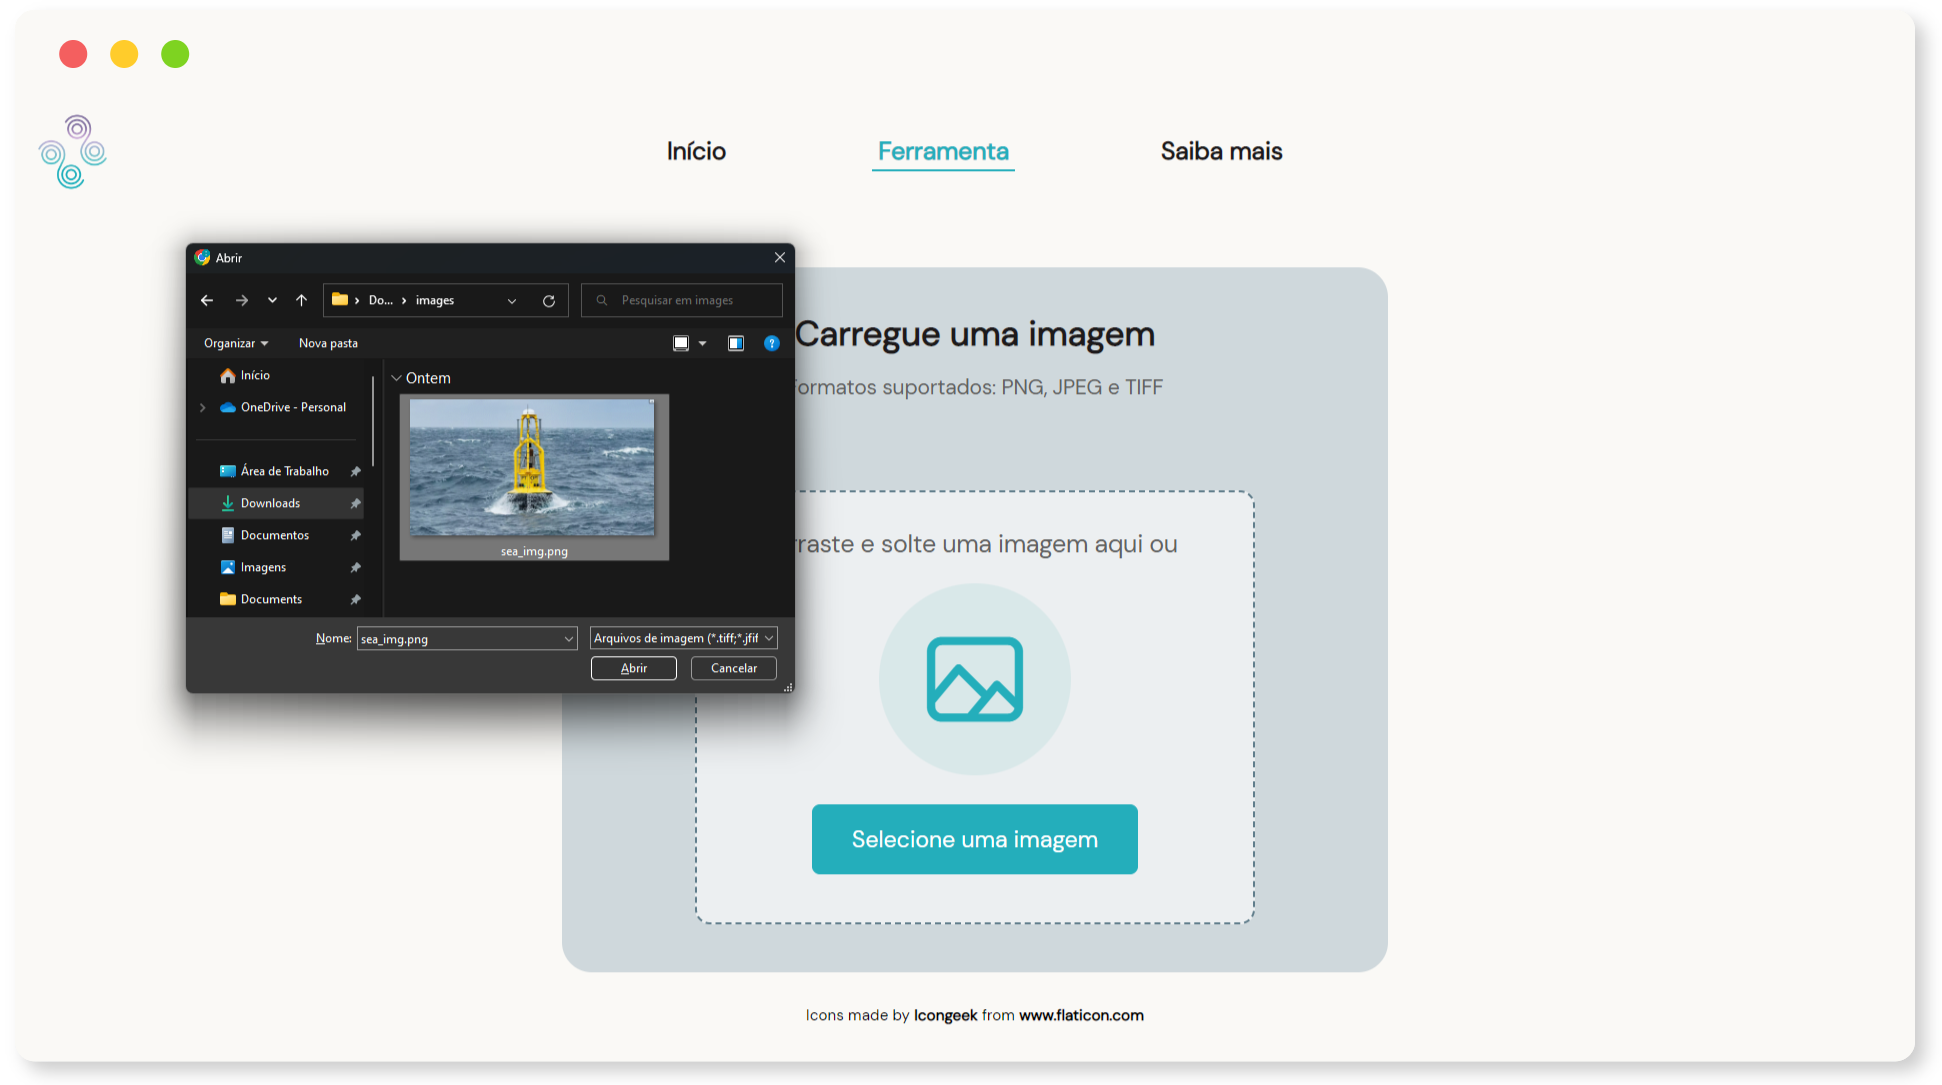 Início
Ferramenta
Saiba mais
Abrir
Do...
images
Pesquisar em images
Organizar
Nova pasta
Início
OneDrive - Personal
Área de Trabalho
Downloads
Documentos
Imagens
Documents
Ontem
sea_img.png
Nome: sea_img.png
Arquivos de imagem (*.tiff;*.jfif
Abrir
Cancelar
Carregue uma imagem
ormatos suportados: PNG, JPEG e TIFF
raste e solte uma imagem aqui ou
Selecione uma imagem
Icons made by Icongeek from www.flaticon.com